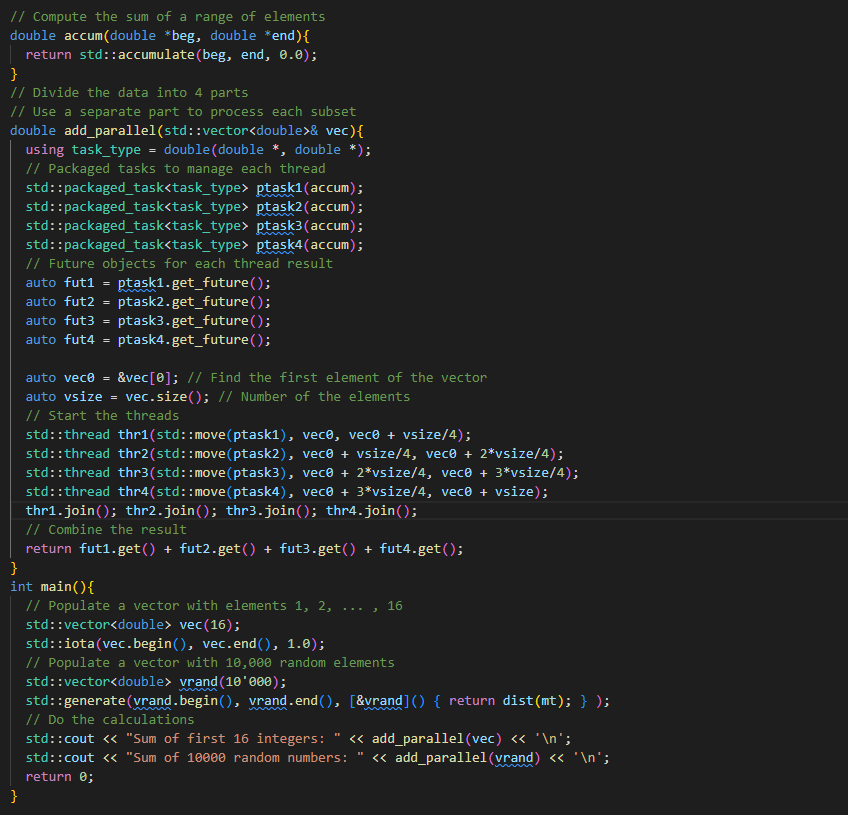 // Compute the sum of a range of elements
double accum(double *beg, double *end){
  return std::accumulate(beg, end, 0.0);
}
// Divide the data into 4 parts
// Use a separate part to process each subset
double add_parallel(std::vector<double>& vec){
  using task_type = double(double *, double *);
  // Packaged tasks to manage each thread
  std::packaged_task<task_type> ptask1(accum);
  std::packaged_task<task_type> ptask2(accum);
  std::packaged_task<task_type> ptask3(accum);
  std::packaged_task<task_type> ptask4(accum);
  // Future objects for each thread result
  auto fut1 = ptask1.get_future();
  auto fut2 = ptask2.get_future();
  auto fut3 = ptask3.get_future();
  auto fut4 = ptask4.get_future();

  auto vec0 = &vec[0]; // Find the first element of the vector
  auto vsize = vec.size(); // Number of the elements
  // Start the threads
  std::thread thr1(std::move(ptask1), vec0, vec0 + vsize/4);
  std::thread thr2(std::move(ptask2), vec0 + vsize/4, vec0 + 2*vsize/4);
  std::thread thr3(std::move(ptask3), vec0 + 2*vsize/4, vec0 + 3*vsize/4);
  std::thread thr4(std::move(ptask4), vec0 + 3*vsize/4, vec0 + vsize);
  thr1.join(); thr2.join(); thr3.join(); thr4.join();
  // Combine the result
  return fut1.get() + fut2.get() + fut3.get() + fut4.get();
}
int main(){
  // Populate a vector with elements 1, 2, ... , 16
  std::vector<double> vec(16);
  std::iota(vec.begin(), vec.end(), 1.0);
  // Populate a vector with 10,000 random elements
  std::vector<double> vrand(10'000);
  std::generate(vrand.begin(), vrand.end(), [&vrand]() { return dist(mt); } );
  // Do the calculations
  std::cout << "Sum of first 16 integers: " << add_parallel(vec) << '\n';
  std::cout << "Sum of 10000 random numbers: " << add_parallel(vrand) << '\n';
  return 0;
}